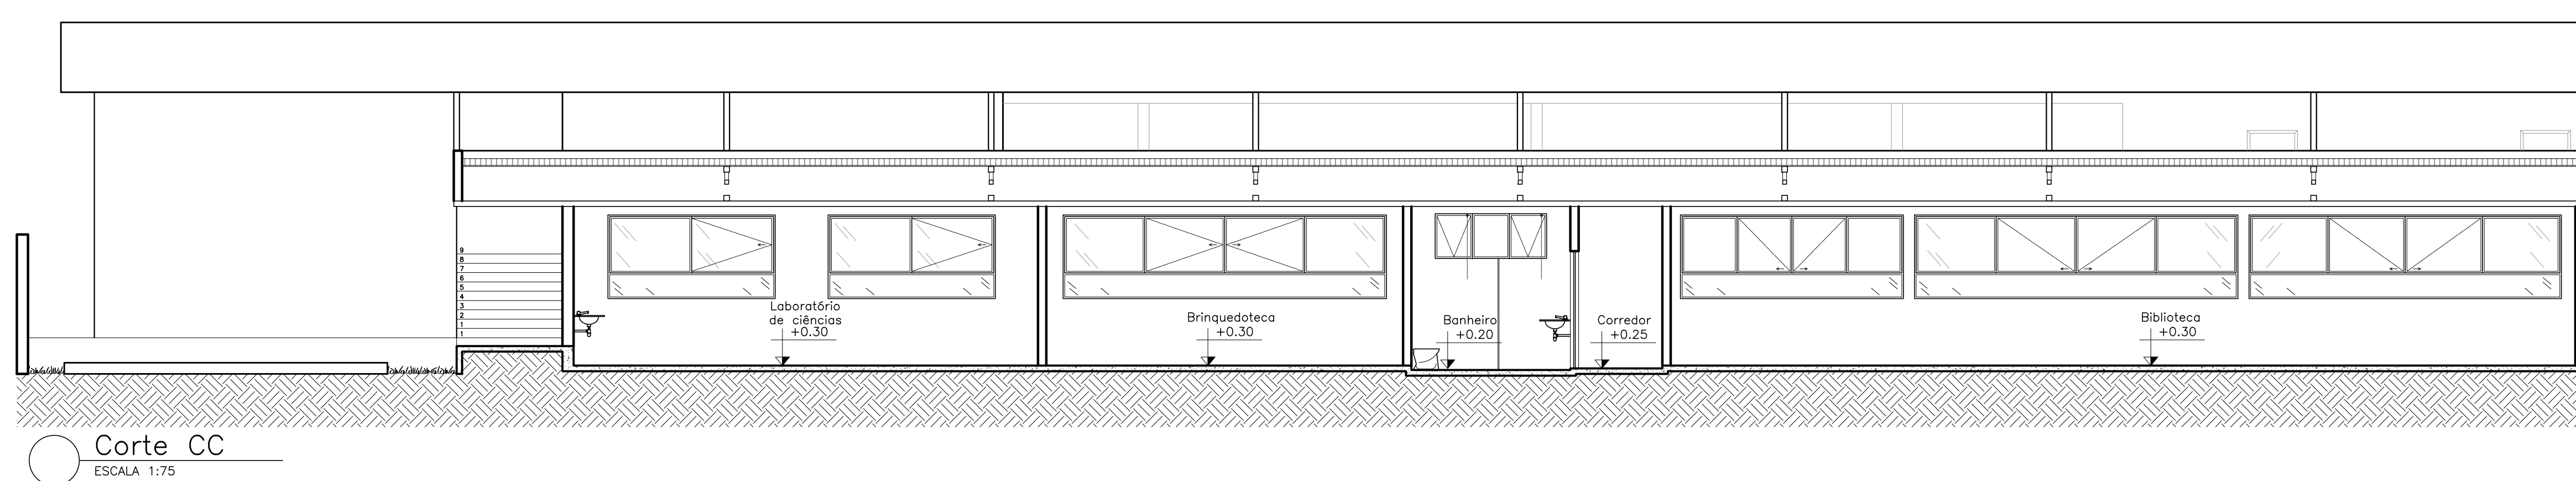 9
8
7
6
5
4
3
2
1
1
Laboratório
de ciências
+0.30
Brinquedoteca
+0.30
Banheiro
+0.20
Corredor
+0.25
Biblioteca
+0.30
Corte CC
ESCALA 1:75